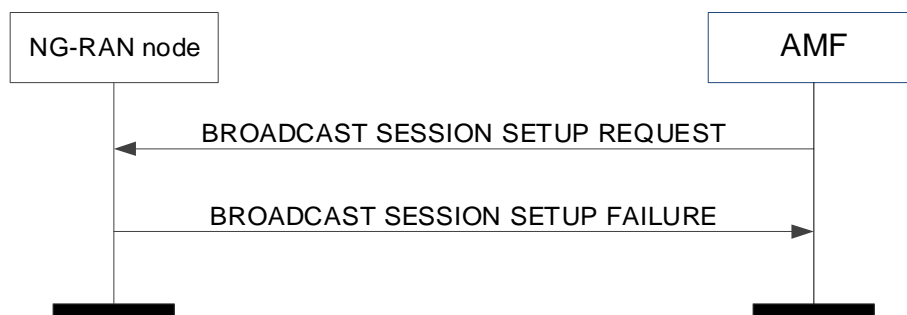 NG-RAN node
AMF
BROADCAST SESSION SETUP REQUEST
BROADCAST SESSION SETUP FAILURE